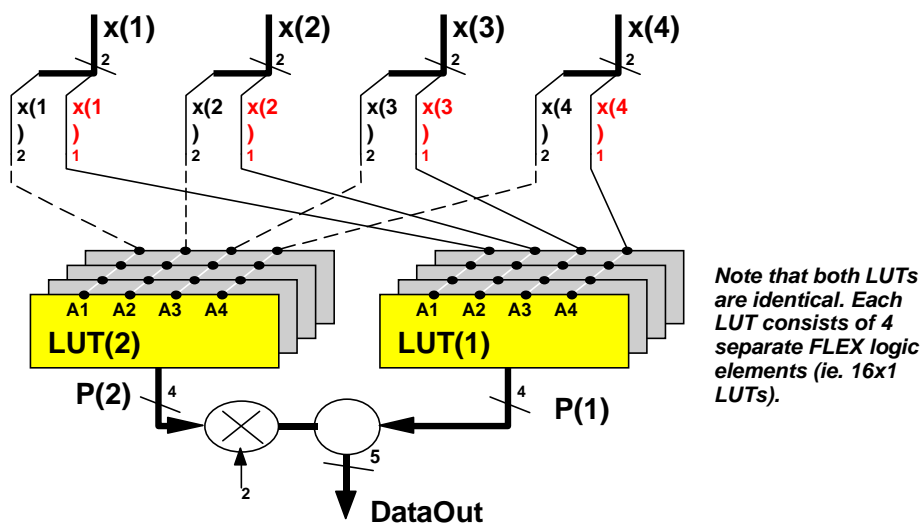 x(1) x(2) x(3) x(4)
2 2 2 2
x(1 x(1 x(2 x(2 x(3 x(3 x(4 x(4
) ) ) ) ) ) ) )
2 1 2 1 2 1 2 1
A1 A2 A3 A4 A1 A2 A3 A4
LUT(2) LUT(1)
Note that both LUTs
are identical. Each
LUT consists of 4
separate FLEX logic
elements (ie. 16x1
LUTs).
P(2) 4 4 P(1)
5
2
DataOut